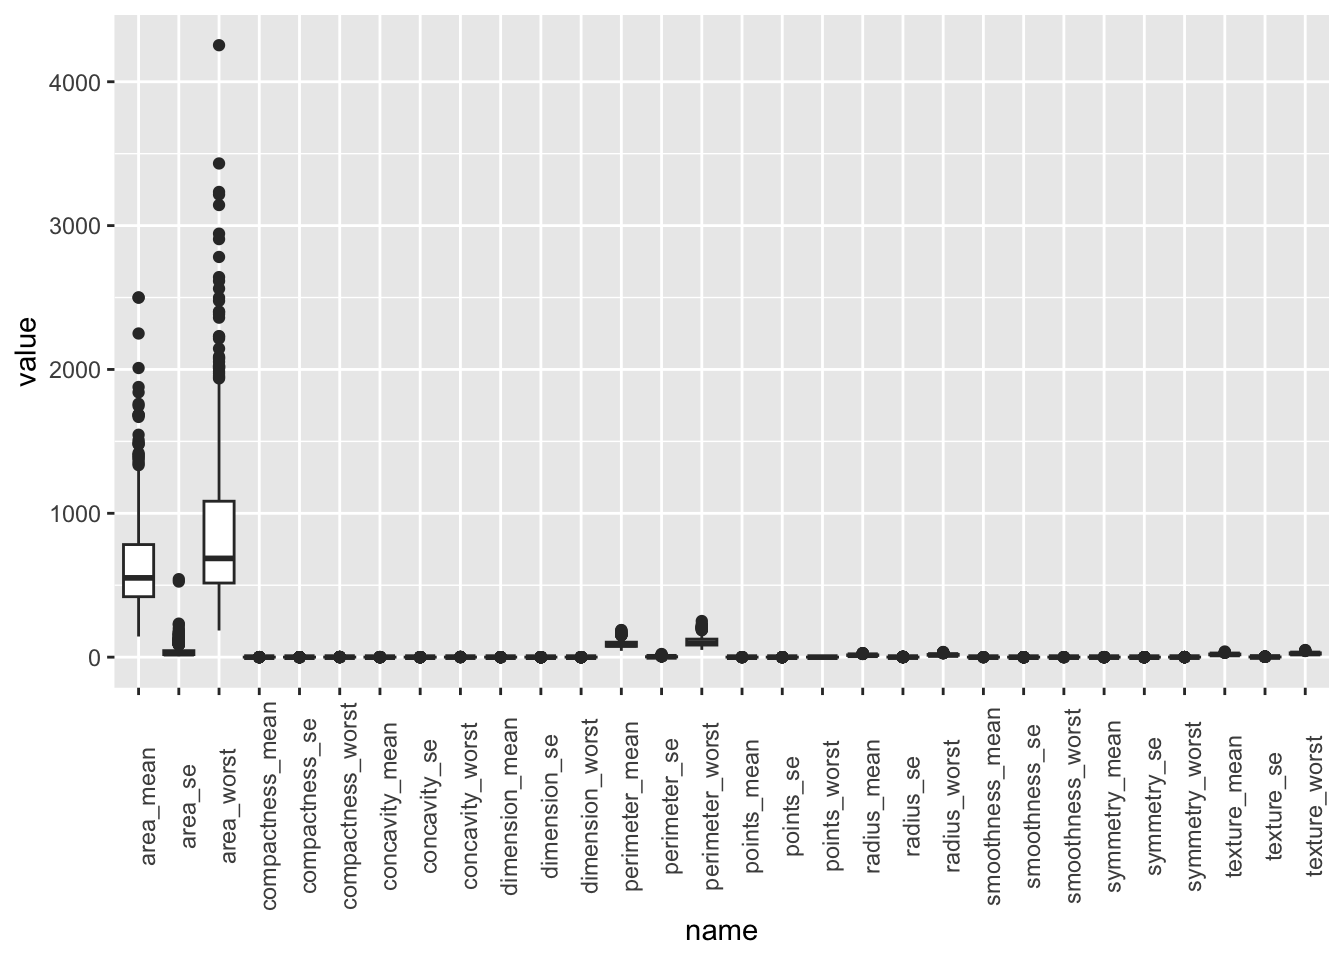 4000
3000
2000
1000
0
value
area_mean
area_se
area_worst
compactness_mean
compactness_se
compactness_worst
concavity_mean
concavity_se
concavity_worst
dimension_mean
dimension_se
dimension_worst
perimeter_mean
perimeter_se
perimeter_worst
points_mean
points_se
points_worst
radius_mean
radius_se
radius_worst
smoothness_mean
smoothness_se
smoothness_worst
symmetry_mean
symmetry_se
symmetry_worst
texture_mean
texture_se
texture_worst
name